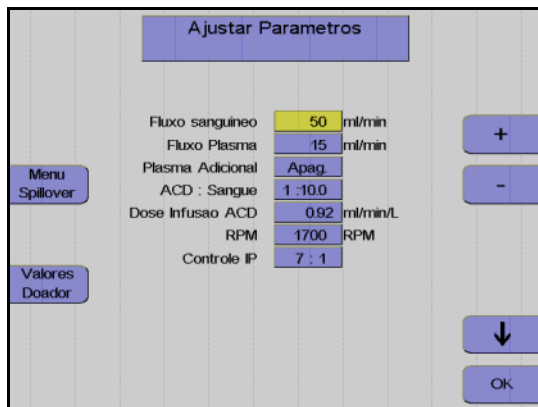 Ajustar Parametros
Fluxo sanguineo 50 ml/min
Fluxo Plasma 15 ml/min
Plasma Adicional Apag.
ACD : Sangue 1 :10.0
Dose Infusao ACD 0.92 ml/min/L
RPM 1700 RPM
Controle IP 7 : 1
Menu
Spillover
Valores
Doador
+
-
↓
OK